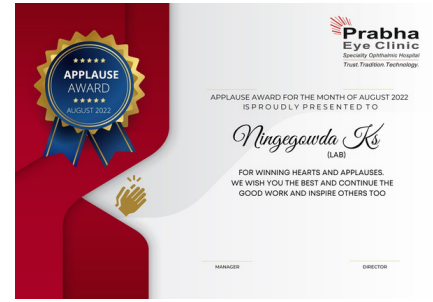 Prabha
Eye Clinic
Speciality Ophthalmic Hospital
Trust.Tradition.Technology.
APPLAUSE
AWARD
AUGUST 2022
APPLAUSE AWARD FOR THE MONTH OF AUGUST 2022
IS PROUDLY PRESENTED TO
Ningegowda Ks
(LAB)
FOR WINNING HEARTS AND APPLAUSES.
WE WISH YOU THE BEST AND CONTINUE THE
GOOD WORK AND INSPIRE OTHERS TOO
MANAGER
DIRECTOR